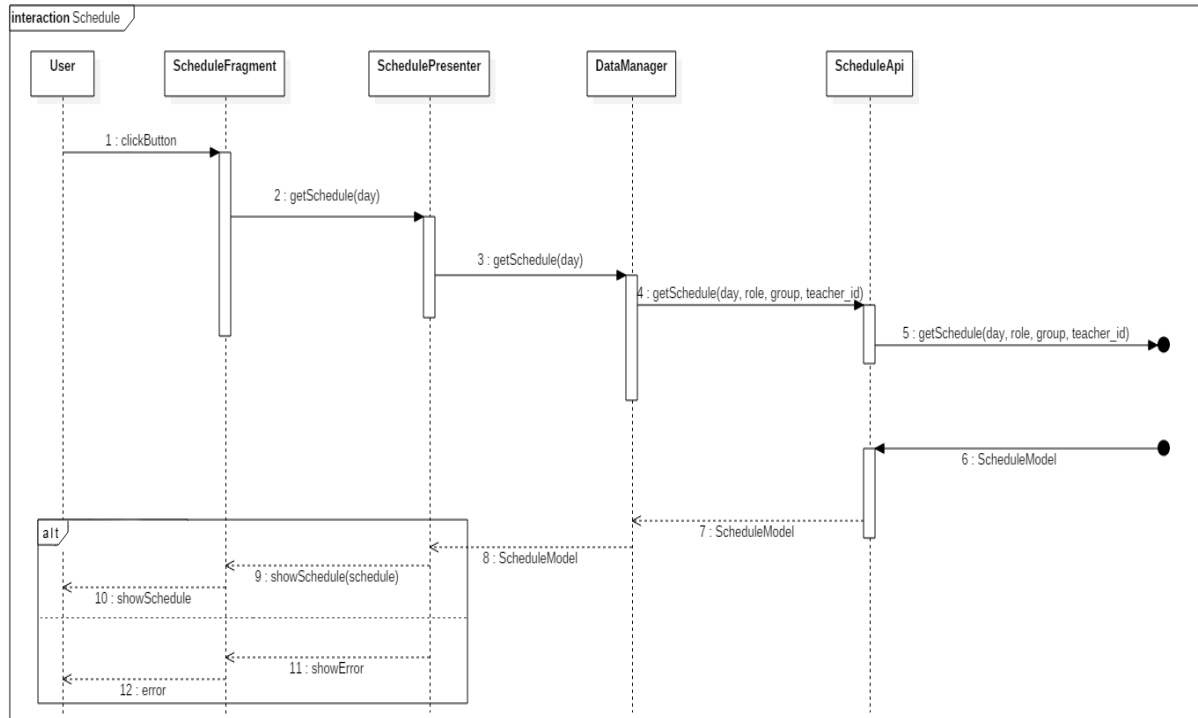 interaction Schedule
User
ScheduleFragment
SchedulePresenter
DataManager
ScheduleApi
1 : clickButton
2 : getSchedule(day)
3 : getSchedule(day)
4 : getSchedule(day, role, group, teacher_id)
5 : getSchedule(day, role, group, teacher_id)
6 : ScheduleModel
alt
7 : ScheduleModel
8 : ScheduleModel
9 : showSchedule(schedule)
10 : showSchedule
11 : showError
12 : error